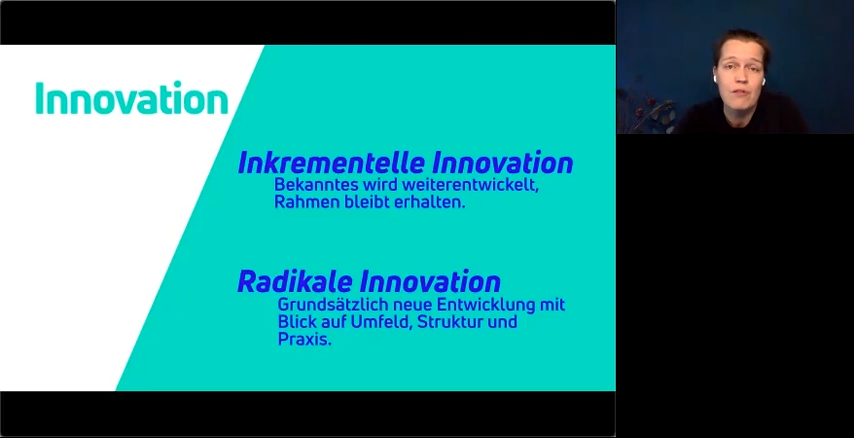 Innovation
Inkrementelle Innovation
Bekanntes wird weiterentwickelt,
Rahmen bleibt erhalten.
Radikale Innovation
Grundsätzlich neue Entwicklung mit
Blick auf Umfeld, Struktur und
Praxis.